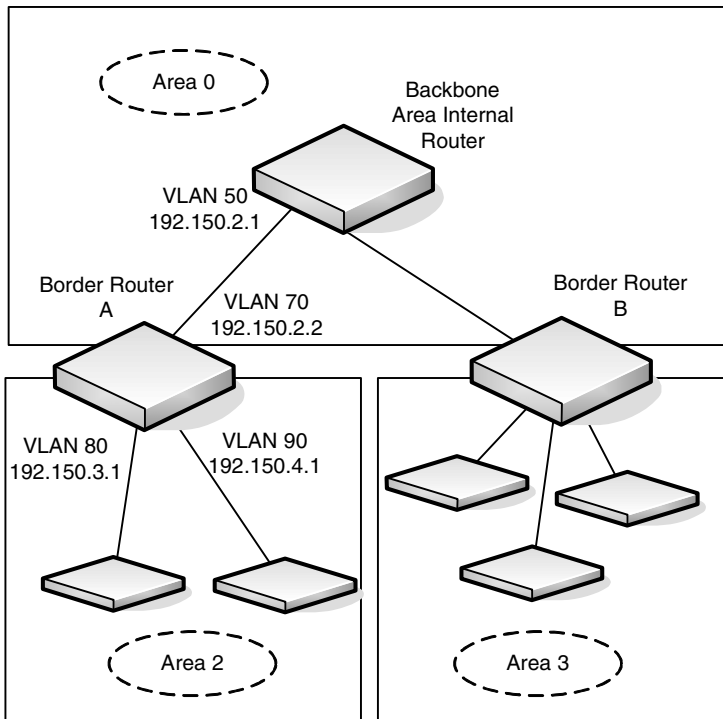 Area 0
Backbone
Area Internal
Router
VLAN 50
192.150.2.1
Border Router
A
VLAN 70
192.150.2.2
Border Router
B
VLAN 80
192.150.3.1
VLAN 90
192.150.4.1
Area 2
Area 3